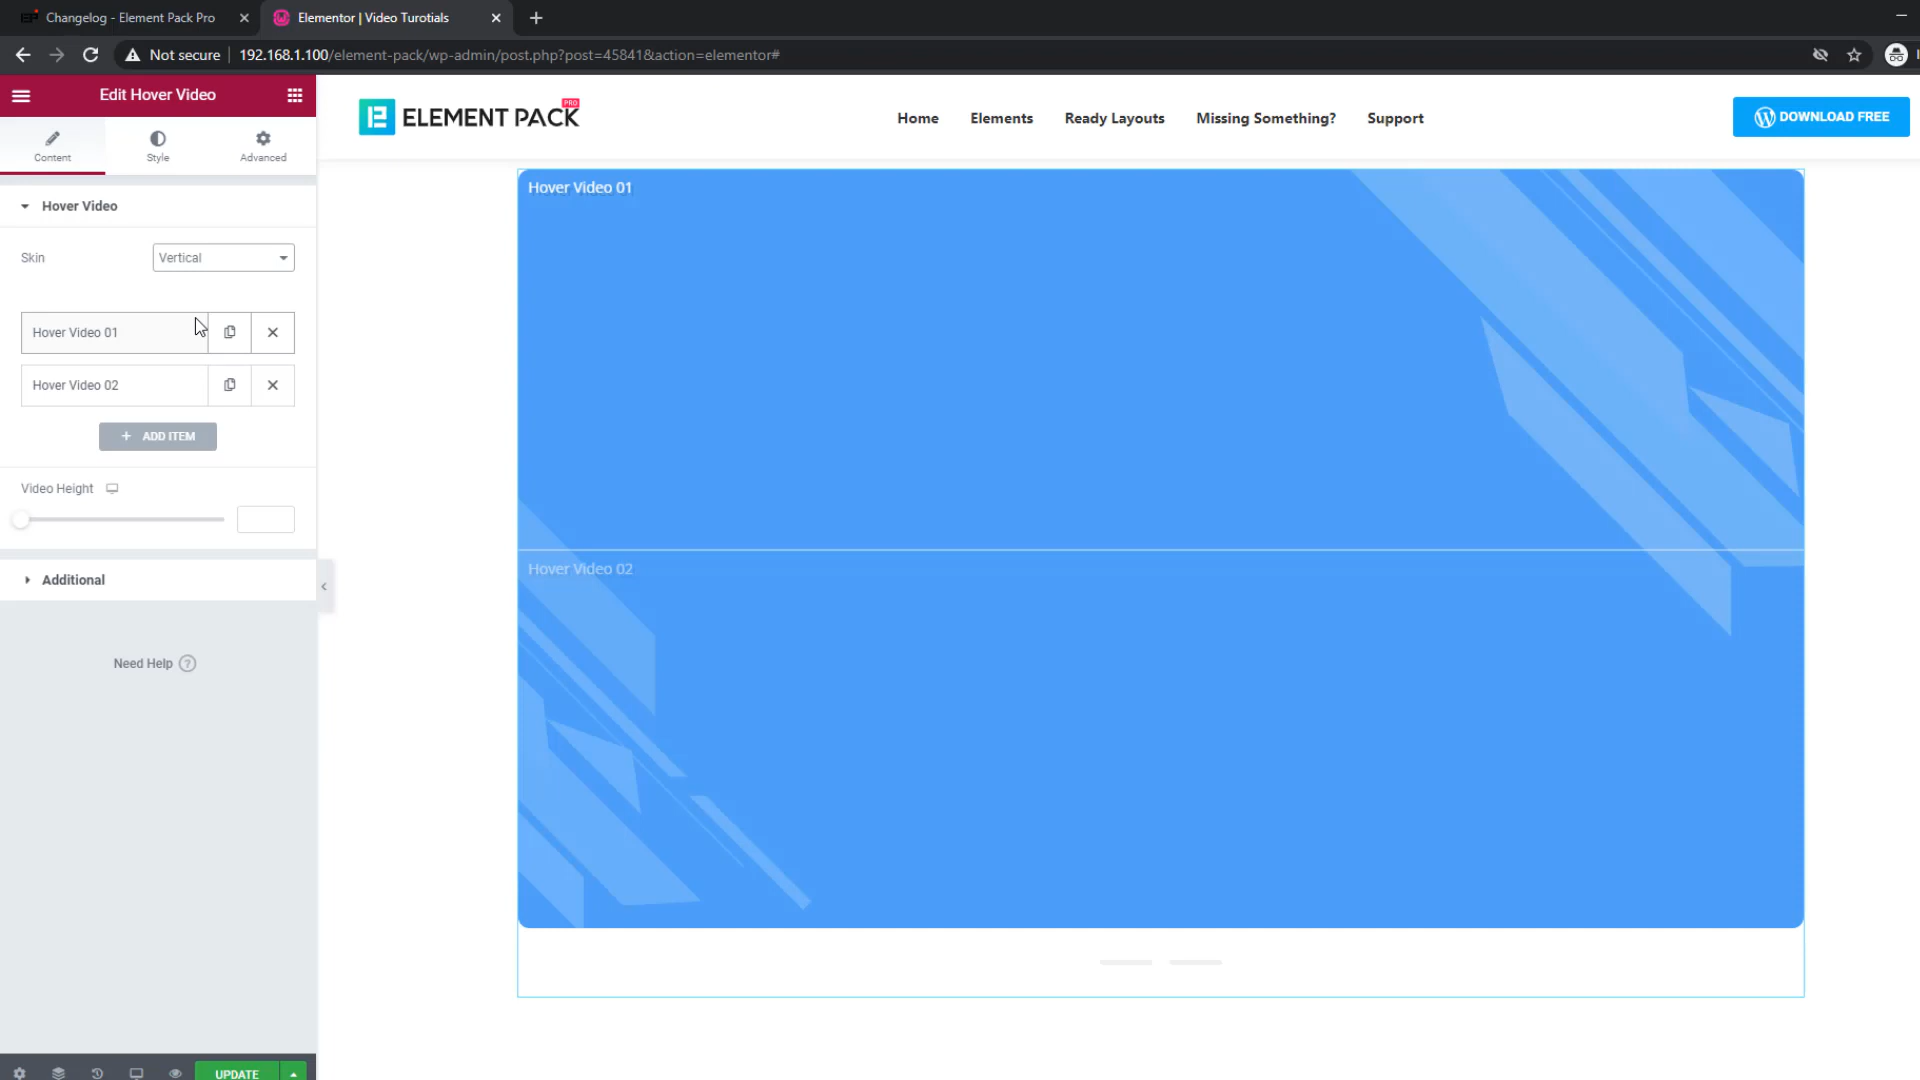 Changelog - Element Pack Pro
Elementor | Video Turotials
Not secure
192.168.1.100/element-pack/wp-admin/post.php?post=45841&action=elementor#
Edit Hover Video
Content
Style
Advanced
Hover Video
Skin
Vertical
Hover Video 01
Hover Video 02
+ ADD ITEM
Video Height
Additional
Need Help ?
UPDATE
ELEMENT PACK
PRO
Home
Elements
Ready Layouts
Missing Something?
Support
DOWNLOAD FREE
Hover Video 01
Hover Video 02